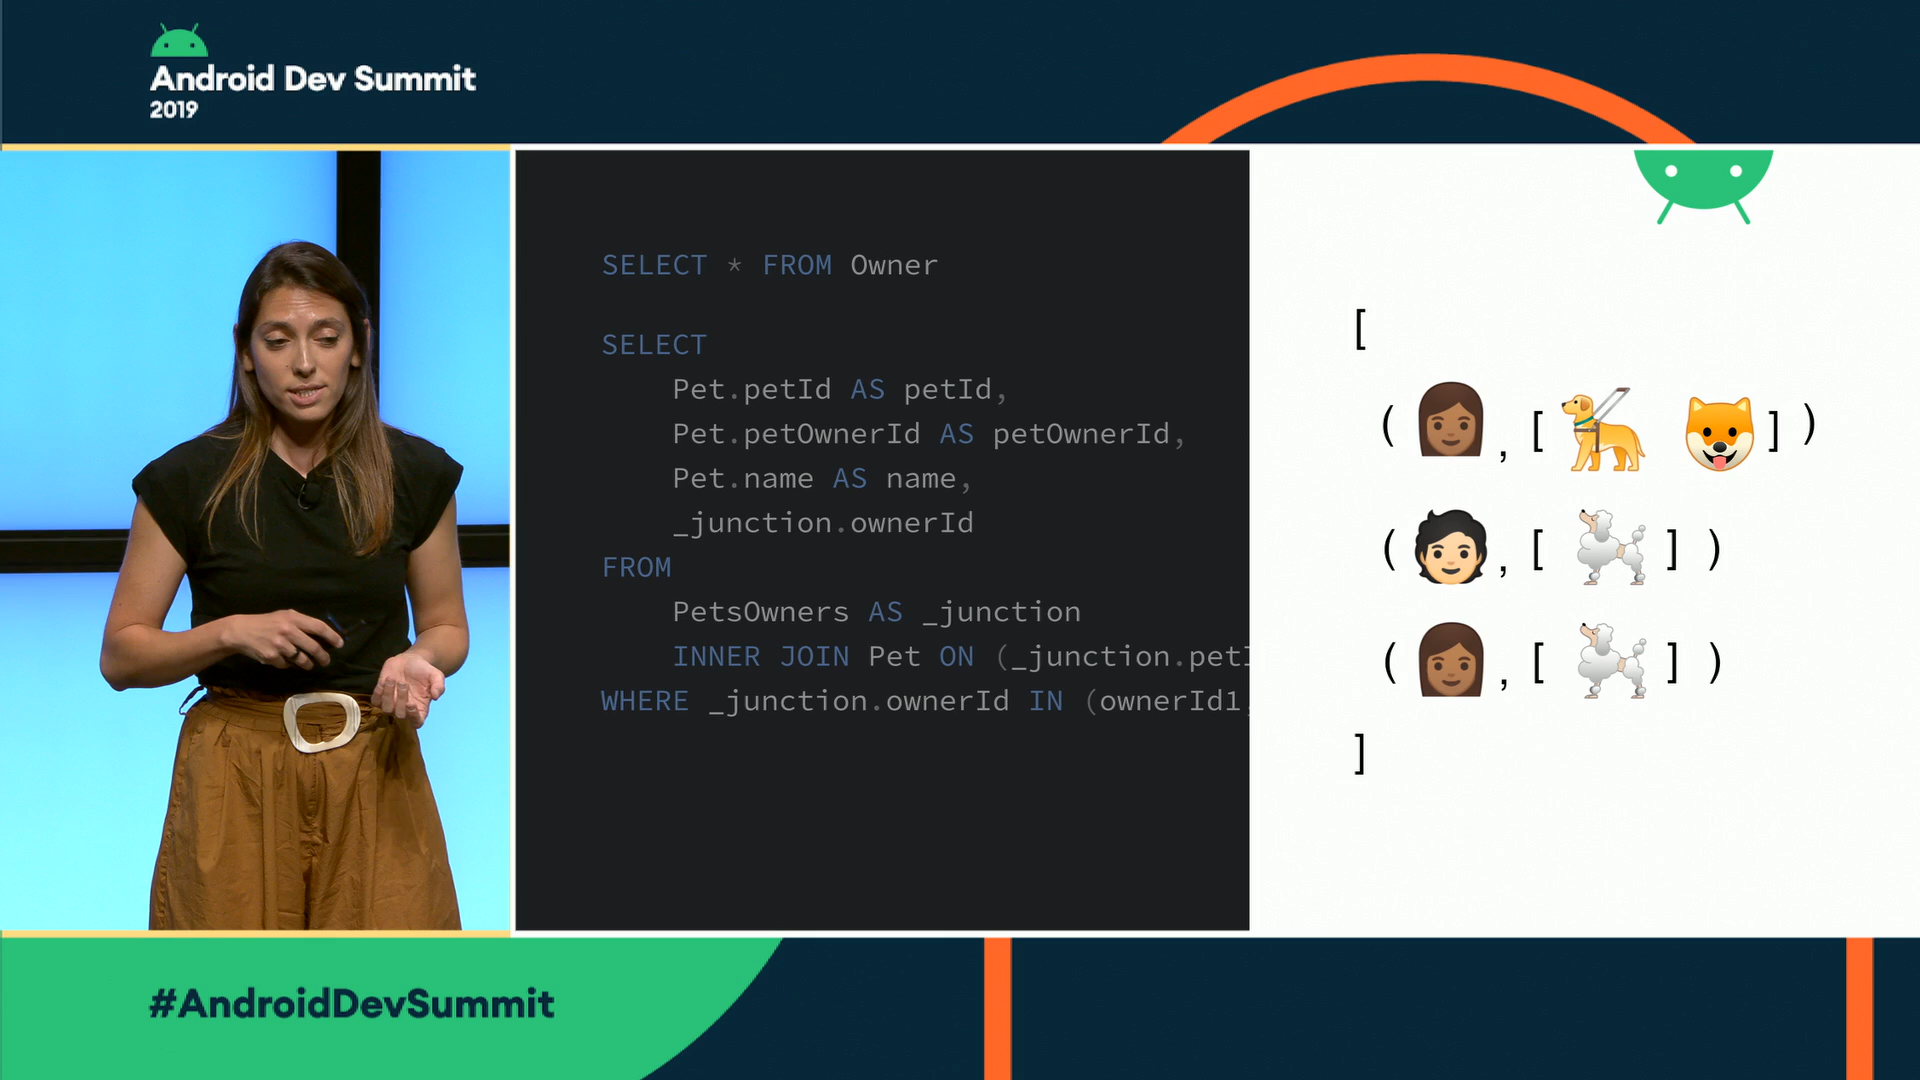 Android Dev Summit
2019
SELECT * FROM Owner
SELECT
Pet.petId AS petId,
Pet.petOwnerId AS petOwnerId,
Pet.name AS name,
_junction.ownerId
FROM
PetsOwners AS _junction
INNER JOIN Pet ON (_junction.petI
WHERE _junction.ownerId IN (ownerId1,
[
( , [ ] )
( , [ ] )
( , [ ] )
]
#AndroidDevSummit